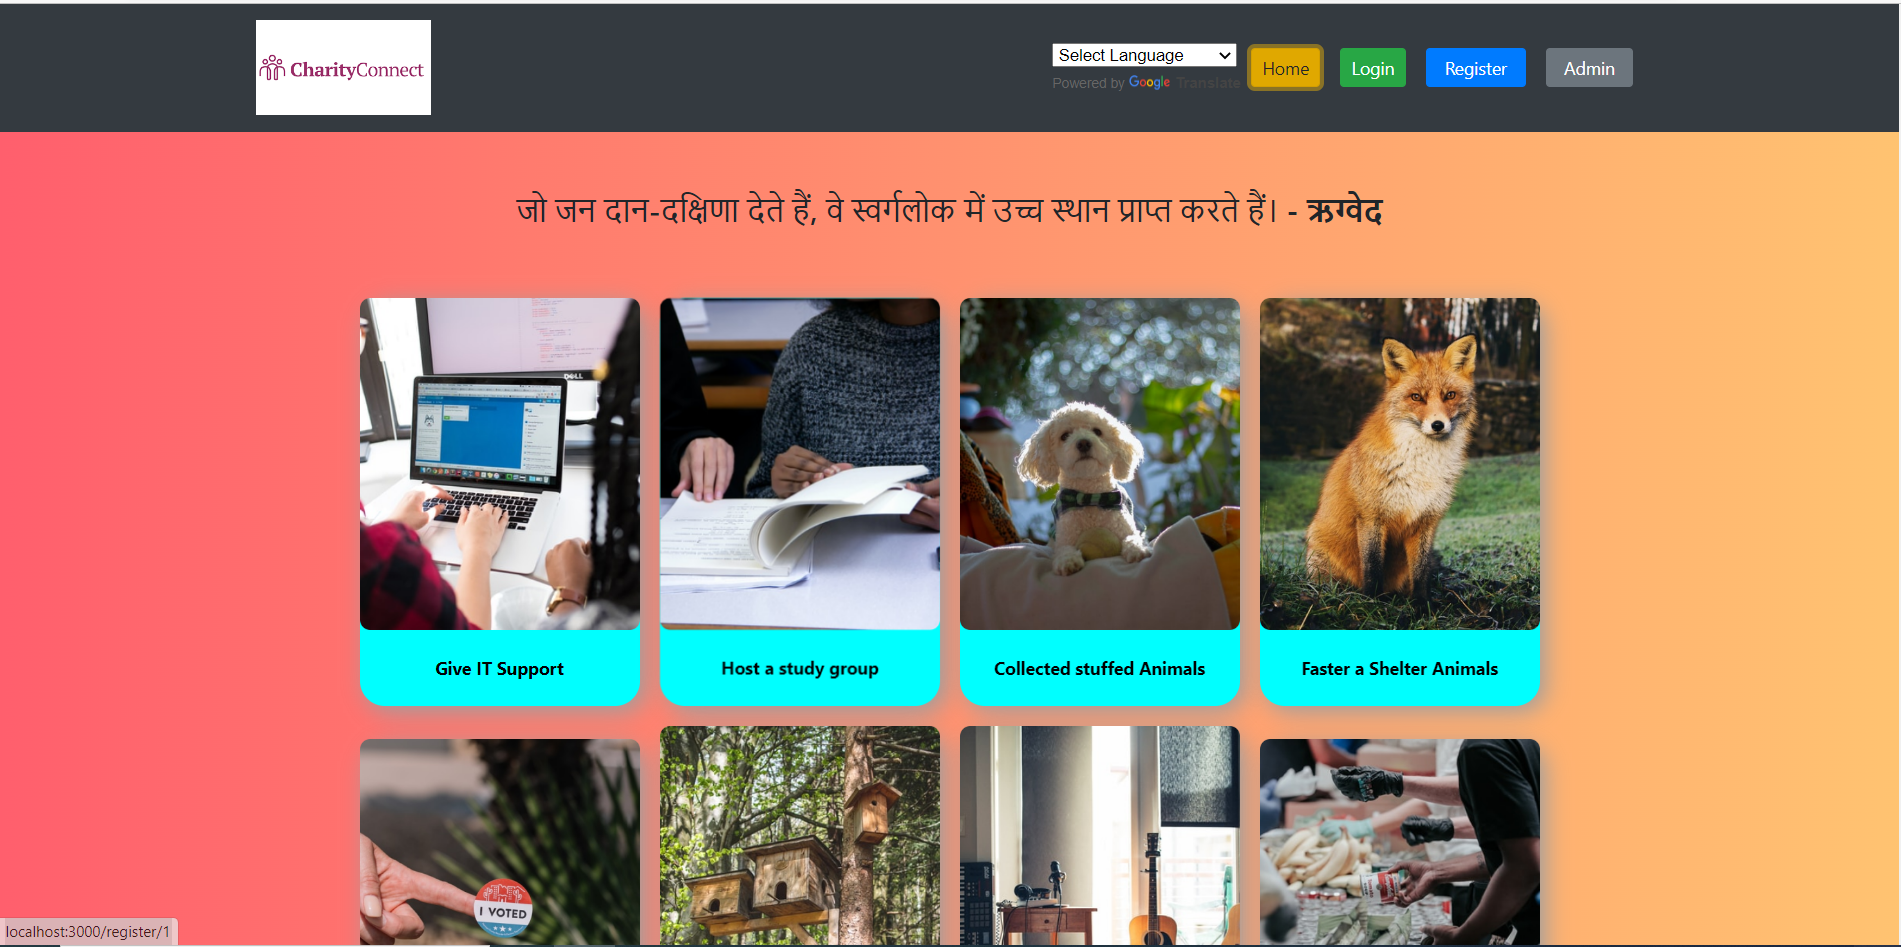 CharityConnect
Select Language
Powered by Google Translate
Home
Login
Register
Admin
जो जन दान-दक्षिणा देते हैं, वे स्वर्गलोक में उच्च स्थान प्राप्त करते हैं। - ऋग्वेद
DELL
Give IT Support
Host a study group
Collected stuffed Animals
Faster a Shelter Animals
I VOTED
localhost:3000/register/1